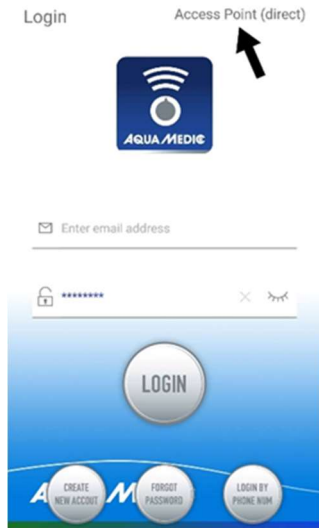 Login
Access Point (direct)
AQUA MEDIC
Enter email address
********
LOGIN
CREATE
NEW ACCOUT
FORGOT
PASSWORD
LOGIN BY
PHONE NUM
A M